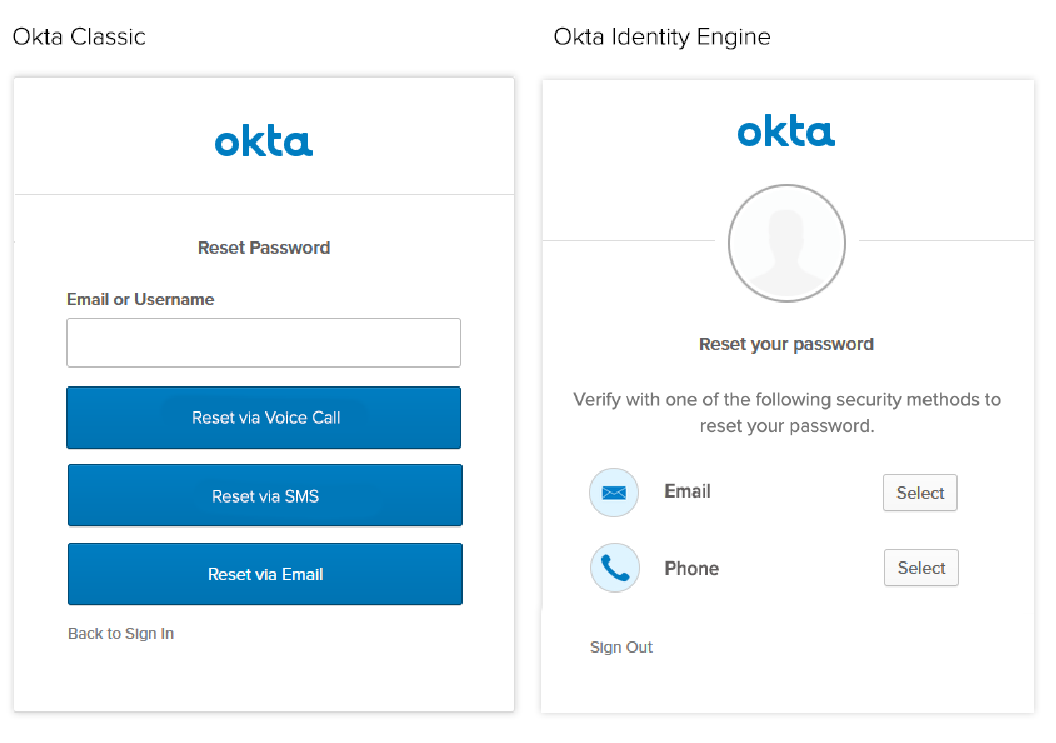 Okta Classic
okta
Reset Password
Email or Username
Reset via Voice Call
Reset via SMS
Reset via Email
Back to Sign In
Okta Identity Engine
okta
Reset your password
Verify with one of the following security methods to
reset your password.
Email
Select
Phone
Select
Sign Out